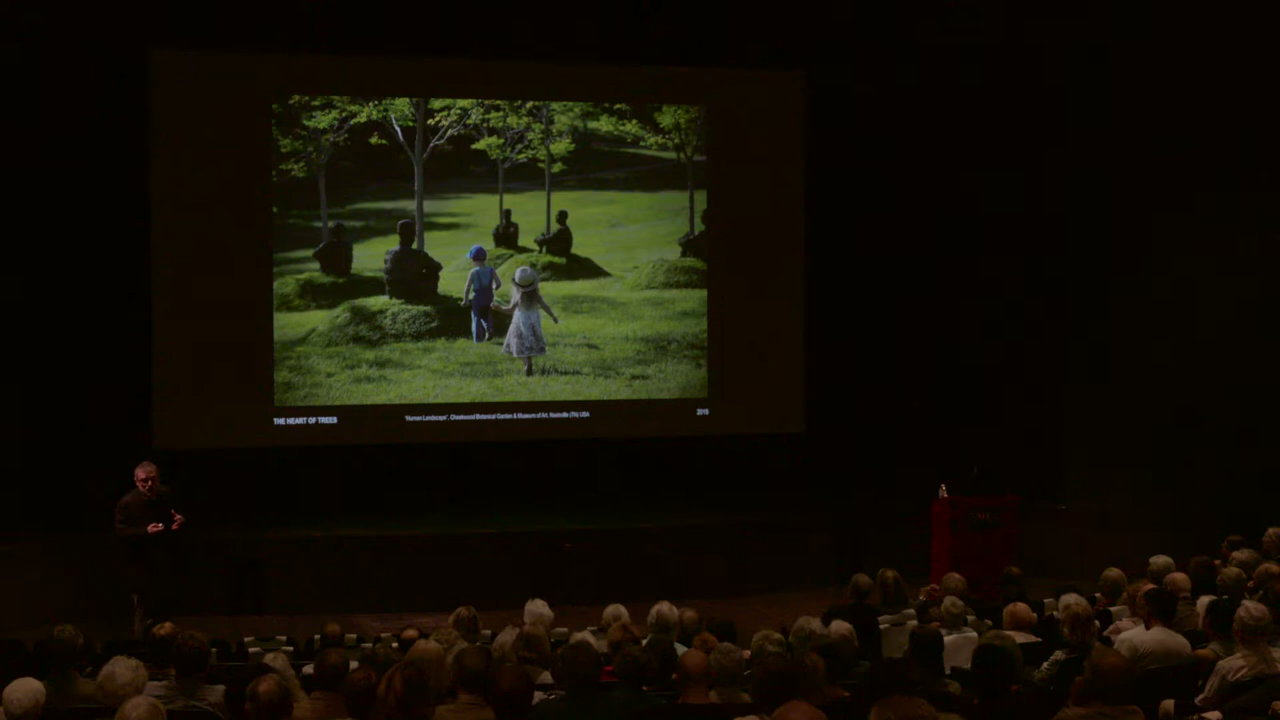 THE HEART OF TREES
"Human Landscape", Cheekwood Botanical Garden & Museum of Art, Nashville (TN) USA
2015